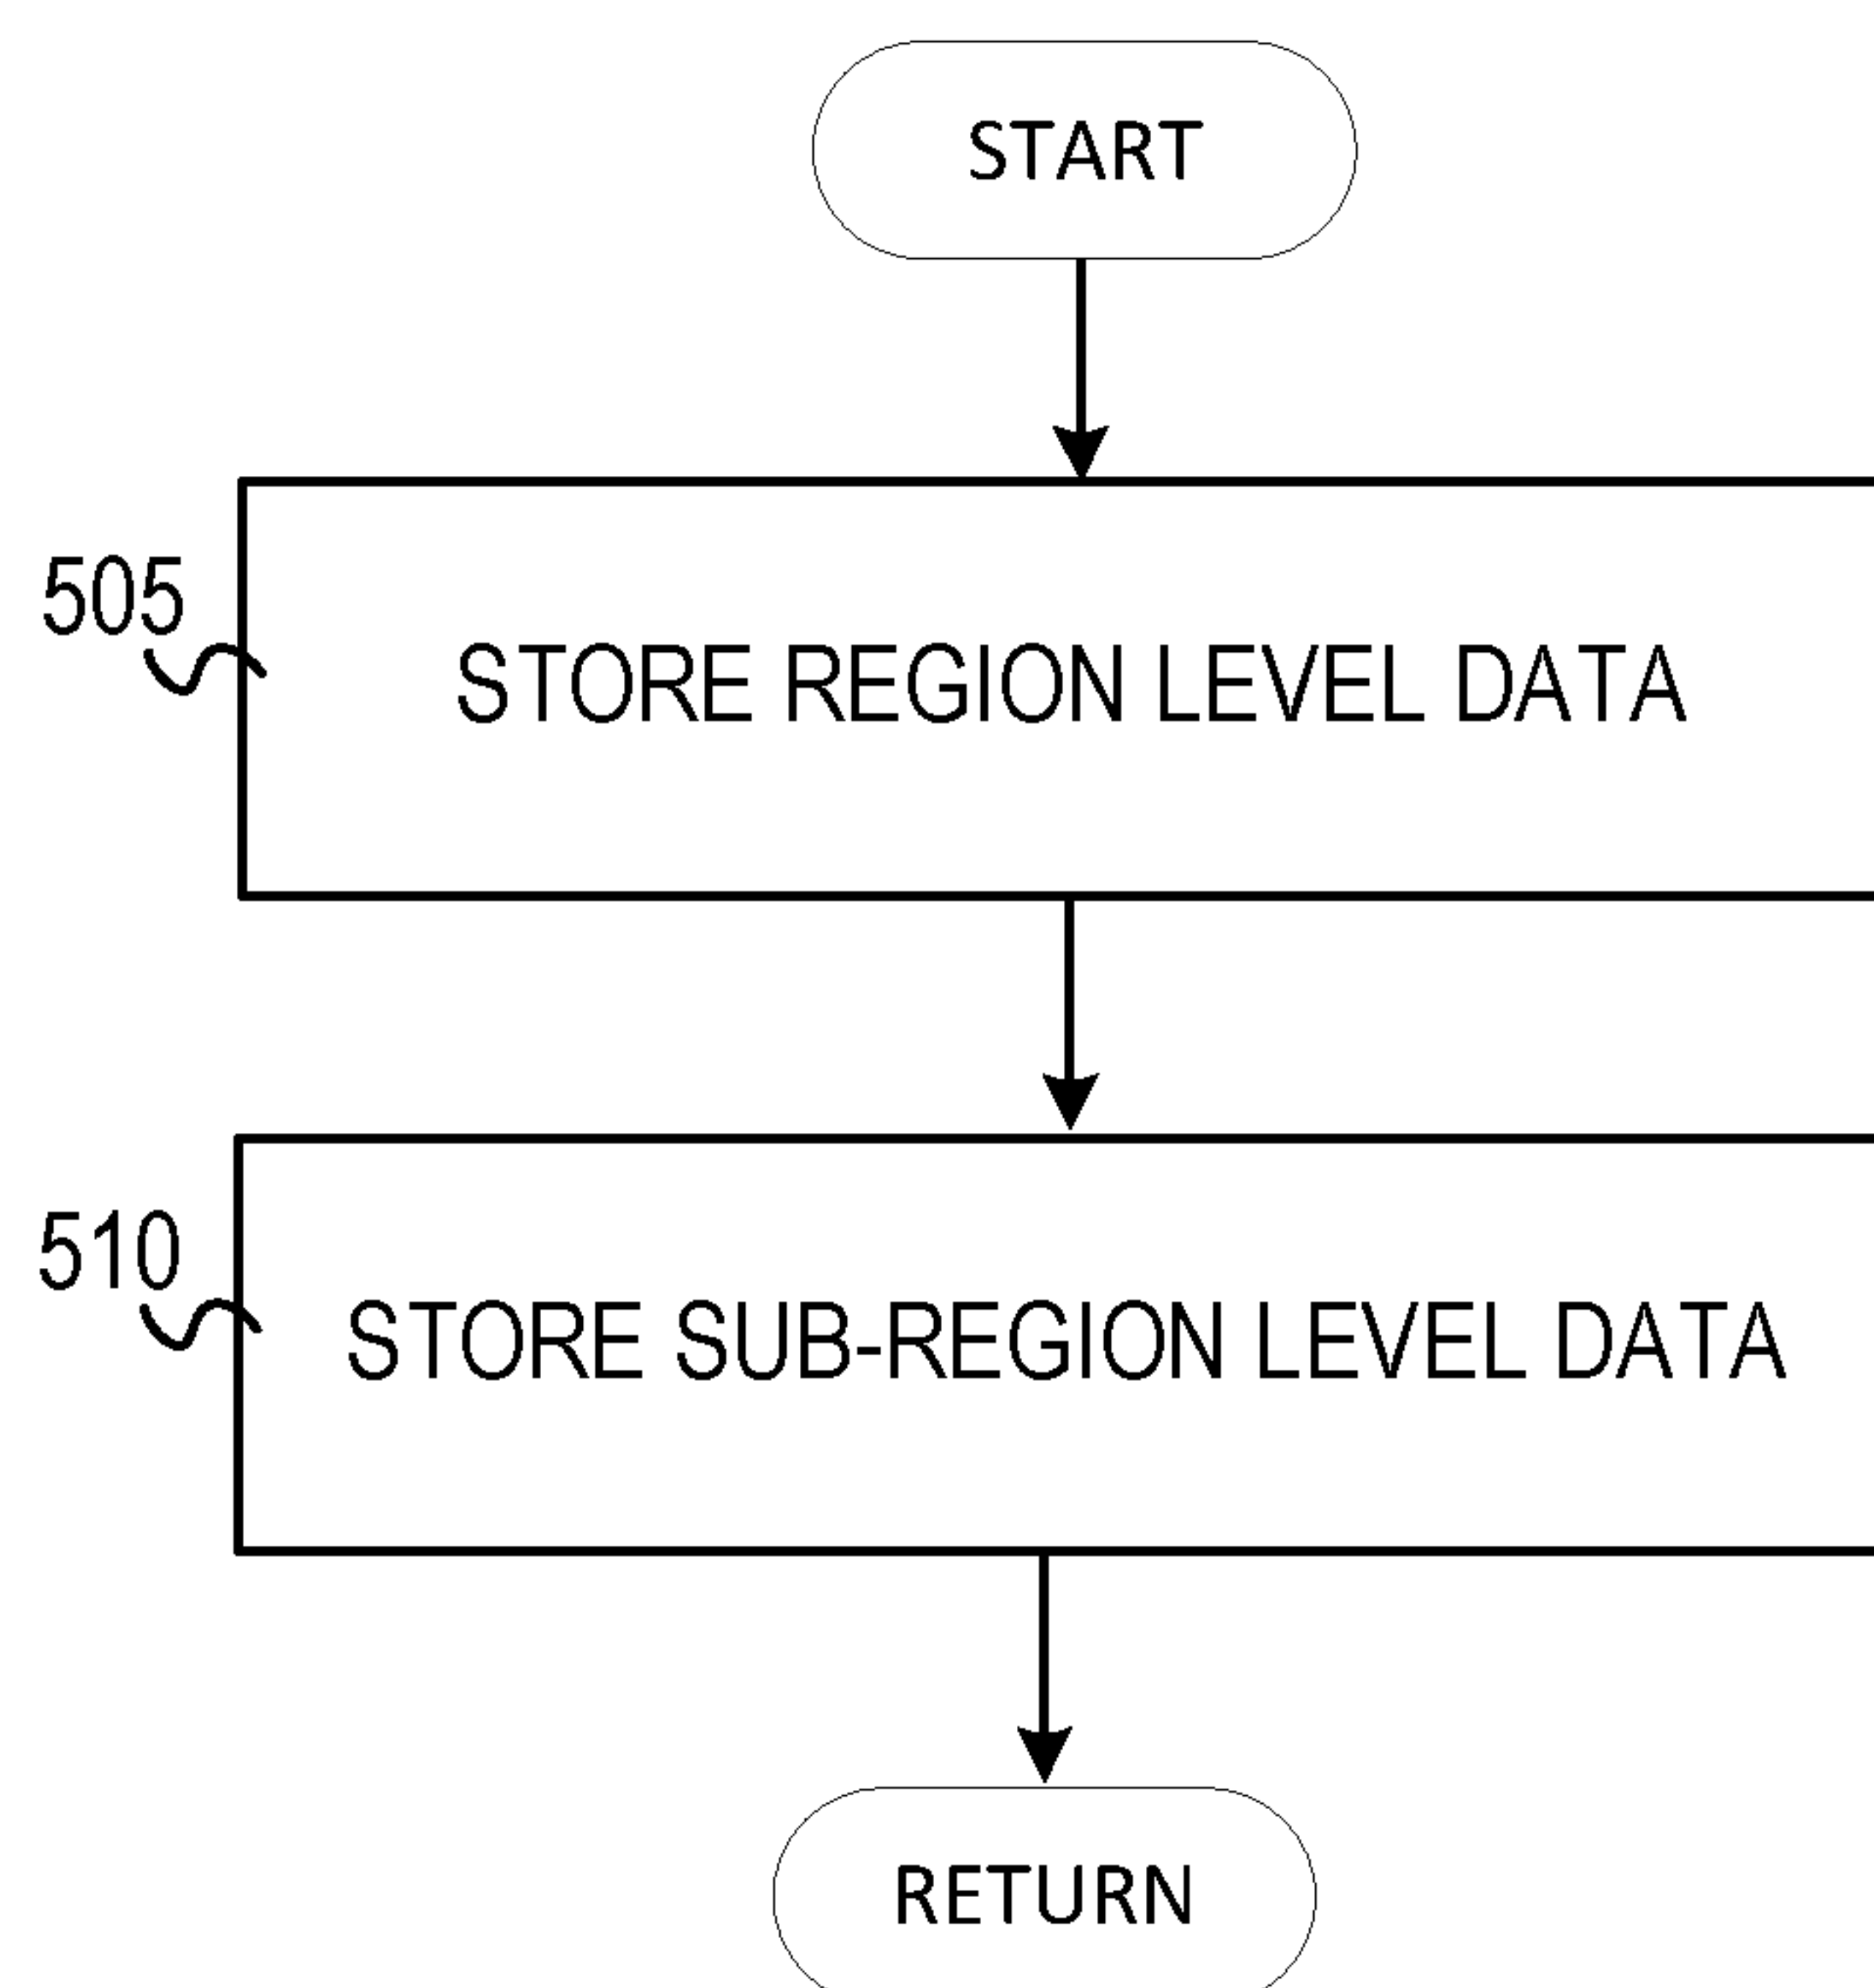 START
505
STORE REGION LEVEL DATA
510
STORE SUB-REGION LEVEL DATA
RETURN